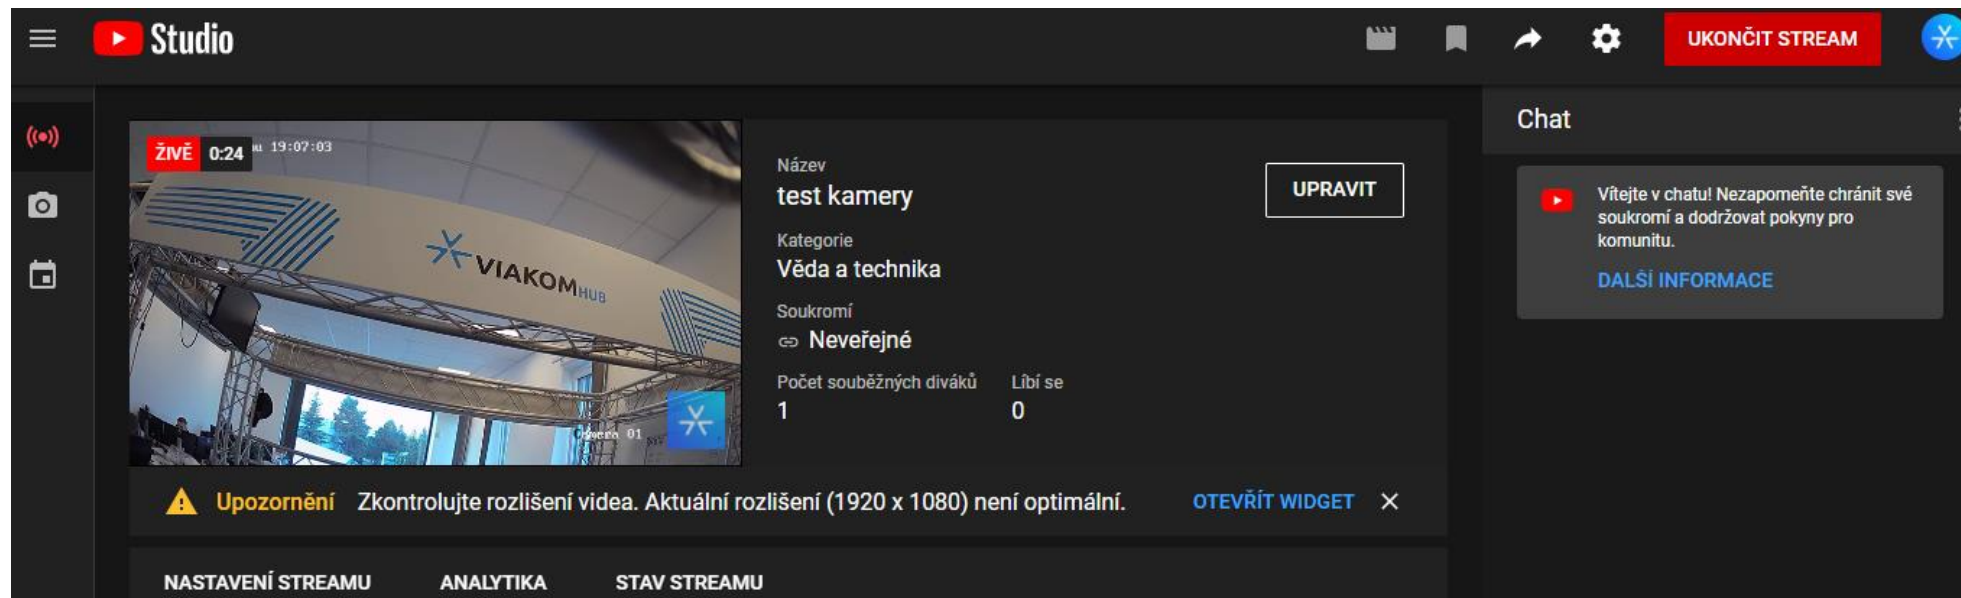 Studio
UKONČIT STREAM
ŽIVĚ 0:24
19:07:03
VIAKOM HUB
Camera 01
Název
test kamery
UPRAVIT
Kategorie
Věda a technika
Soukromí
Neveřejné
Počet souběžných diváků Líbí se
1 0
Upozornění Zkontrolujte rozlišení videa. Aktuální rozlišení (1920 x 1080) není optimální. OTEVŘÍT WIDGET
NASTAVENÍ STREAMU ANALYTIKA STAV STREAMU
Chat
Vítejte v chatu! Nezapomeňte chránit své
soukromí a dodržovat pokyny pro
komunitu.
DALŠÍ INFORMACE